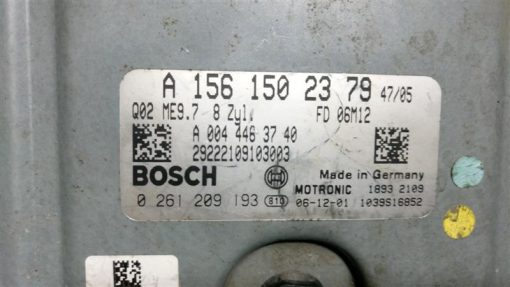 A 156 150 23 79 47/05
Q02 ME9.7 8 Zyl. FD 06M12
A 004 446 37 40
29222109103003
BOSCH
Made in Germany
MOTRONIC 1893 2109
0 261 209 193 810 06-12-01 1039S16852